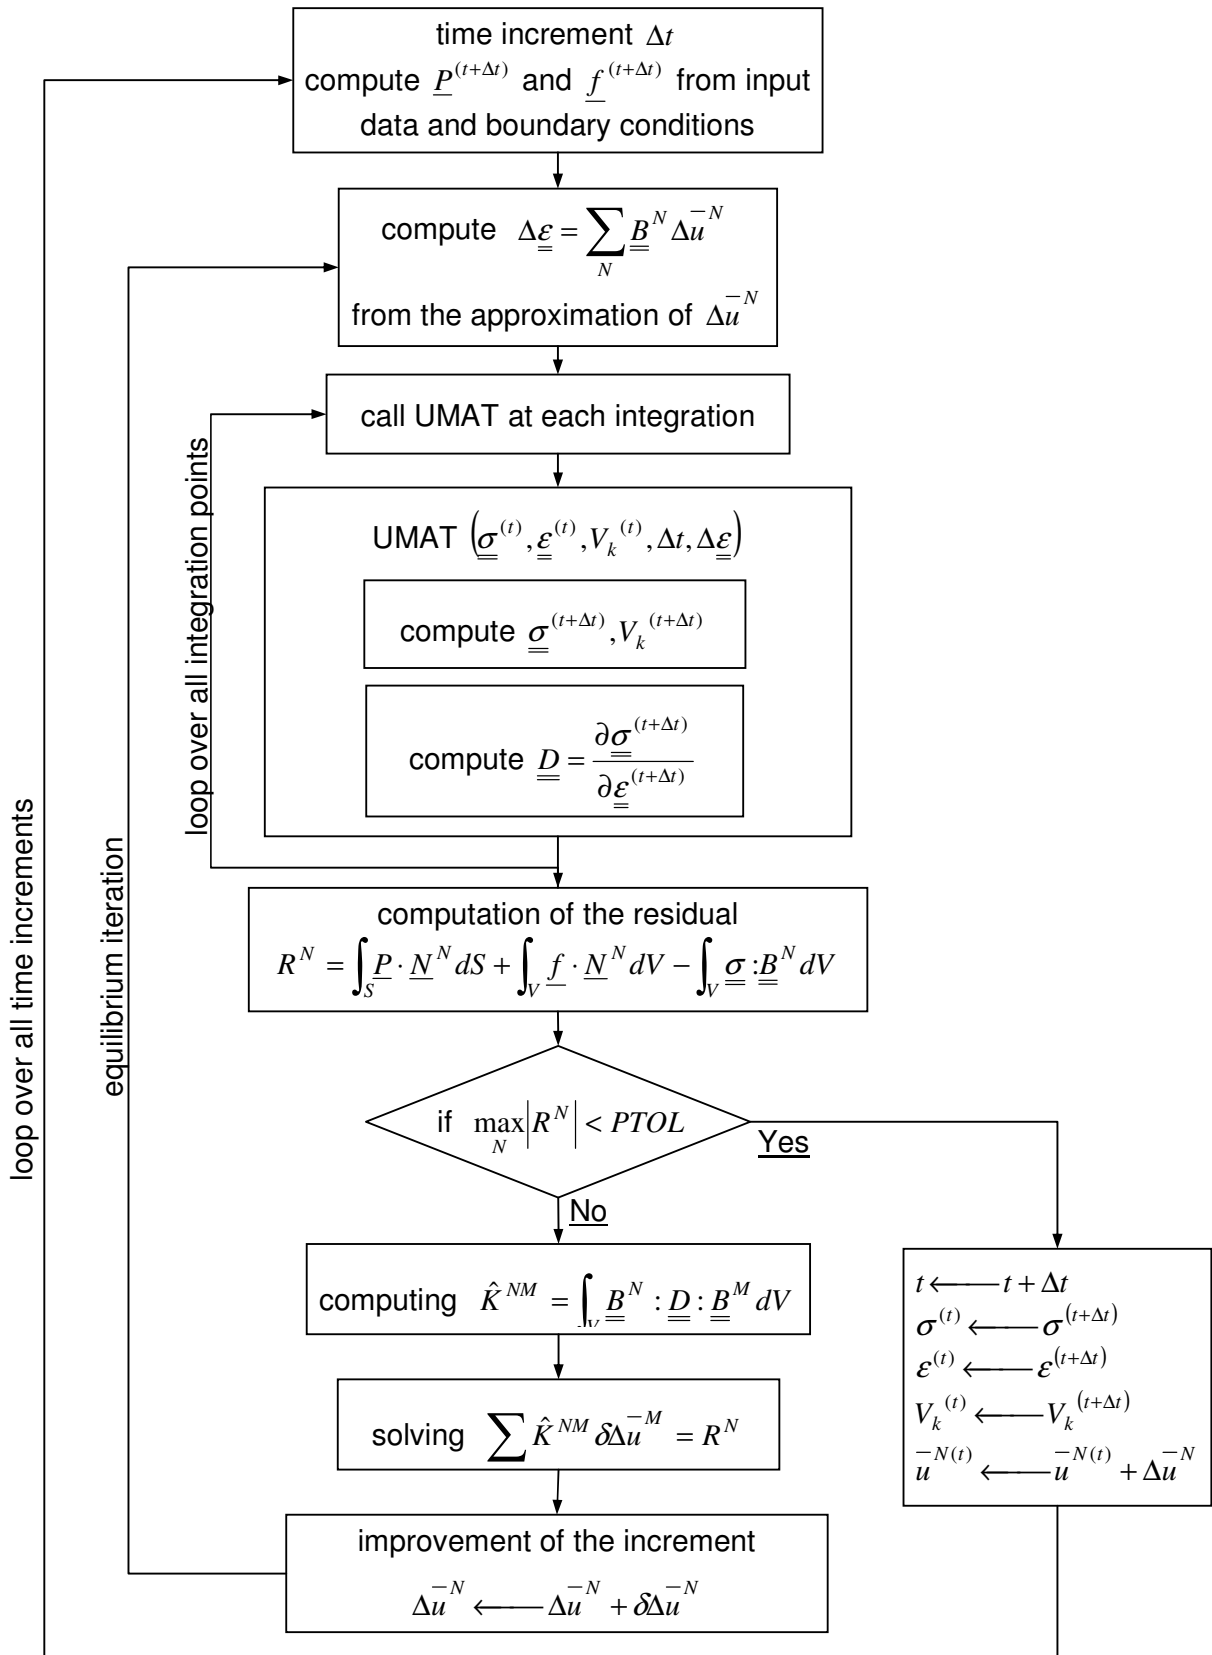 time increment Δt
compute P^(t+Δt) and f^(t+Δt) from input
data and boundary conditions
compute Δε = ∑_N B^N Δu̅^N
from the approximation of Δu̅^N
call UMAT at each integration
UMAT (σ^(t), ε^(t), V_k^(t), Δt, Δε)
compute σ^(t+Δt), V_k^(t+Δt)
compute D = ∂σ^(t+Δt) / ∂ε^(t+Δt)
loop over all integration points
equilibrium iteration
loop over all time increments
computation of the residual
R^N = ∫_S P · N^N dS + ∫_V f · N^N dV − ∫_V σ : B^N dV
if max_N |R^N| < PTOL
Yes
No
computing K̂^NM = ∫_V B^N : D : B^M dV
solving ∑ K̂^NM δΔu̅^M = R^N
improvement of the increment
Δu̅^N ← Δu̅^N + δΔu̅^N
t ← t + Δt
σ^(t) ← σ^(t+Δt)
ε^(t) ← ε^(t+Δt)
V_k^(t) ← V_k^(t+Δt)
u̅^N(t) ← u̅^N(t) + Δu̅^N